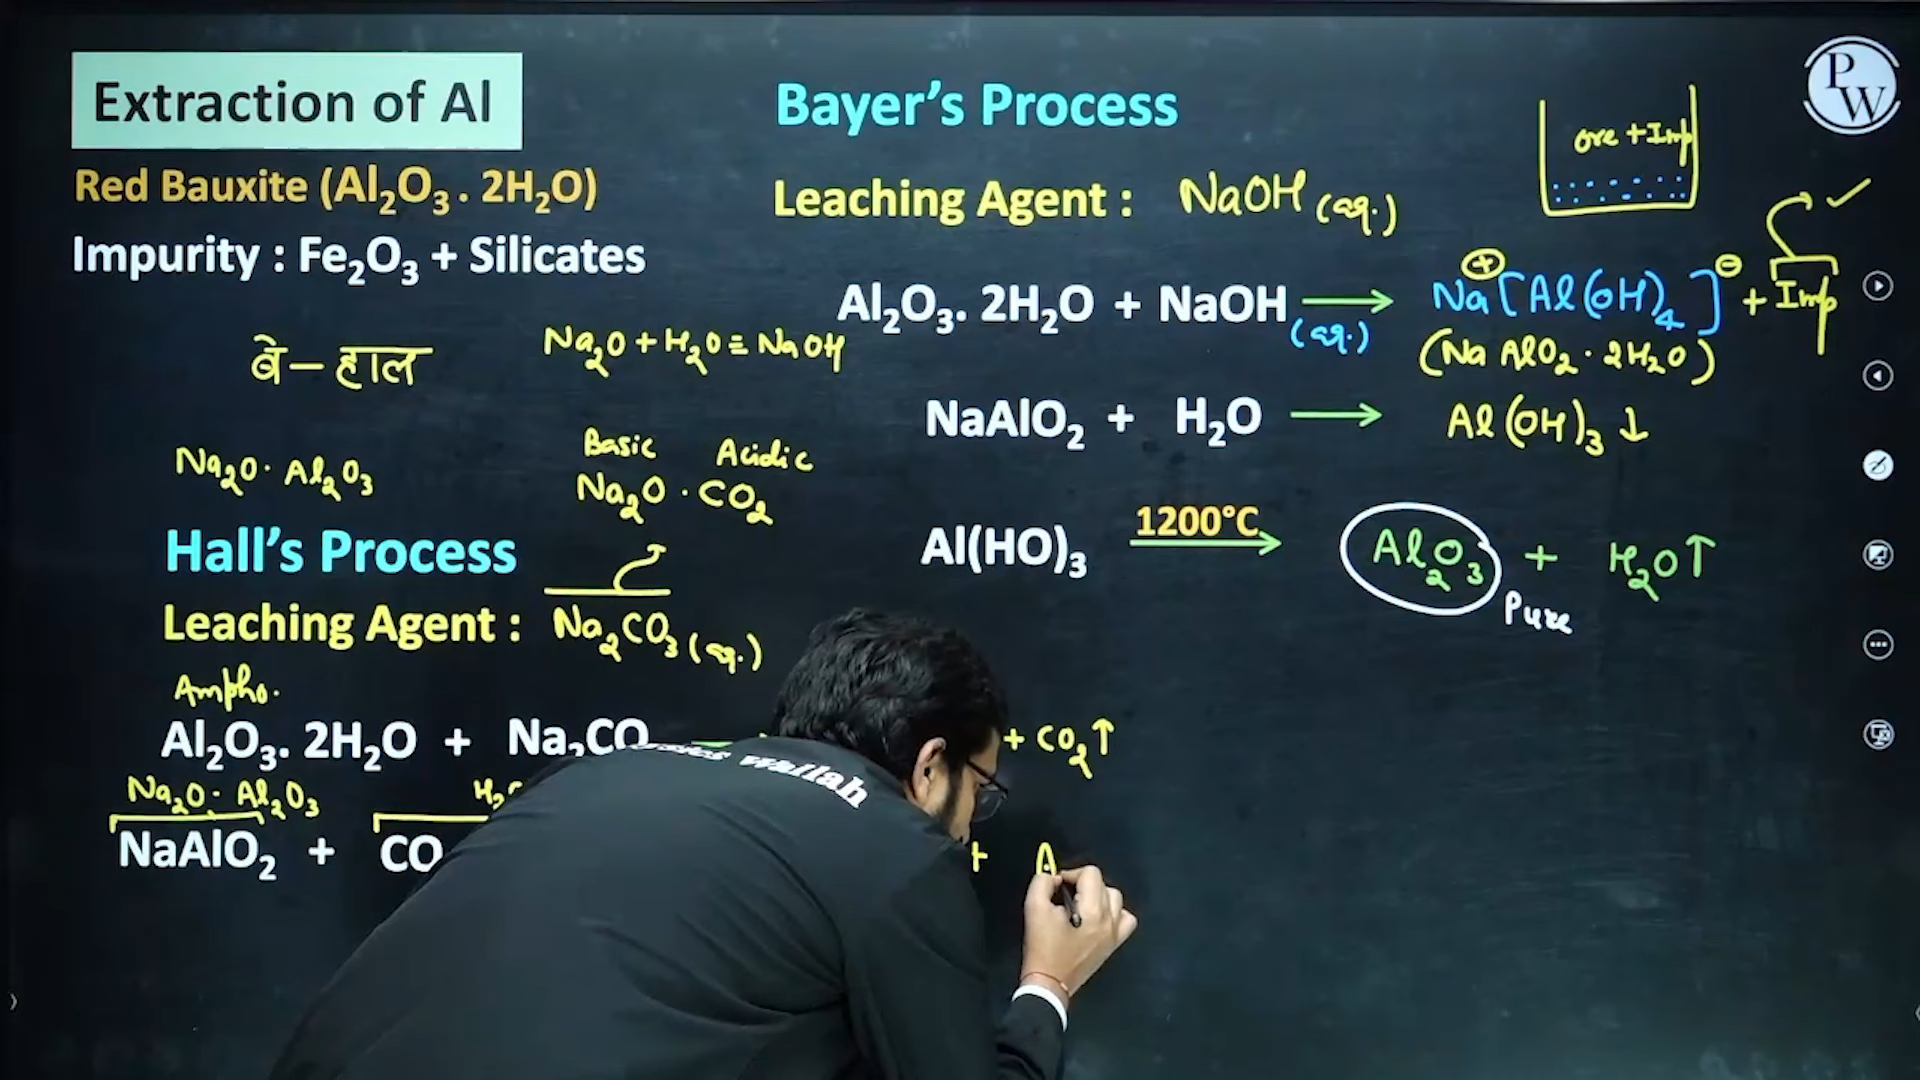 Extraction of Al
Red Bauxite (Al₂O₃ . 2H₂O)
Impurity : Fe₂O₃ + Silicates
बे – हाल
Na₂O + H₂O ≡ NaOH
Na₂O · Al₂O₃
Basic Acidic
Na₂O · CO₂
Hall's Process
Leaching Agent : Na₂CO₃ (aq.)
Ampho.
Al₂O₃. 2H₂O + Na₂CO + CO₂↑
Na₂O · Al₂O₃
NaAlO₂ + CO + A
Bayer's Process
Leaching Agent : NaOH (aq.)
Al₂O₃. 2H₂O + NaOH → Na[Al(OH)₄] + Imp
(aq.)
⊕ ⊖
(NaAlO₂ · 2H₂O)
NaAlO₂ + H₂O → Al(OH)₃ ↓
1200°C
Al(HO)₃ → Al₂O₃ + H₂O↑
Pure
ore + Imp
PW
wallah